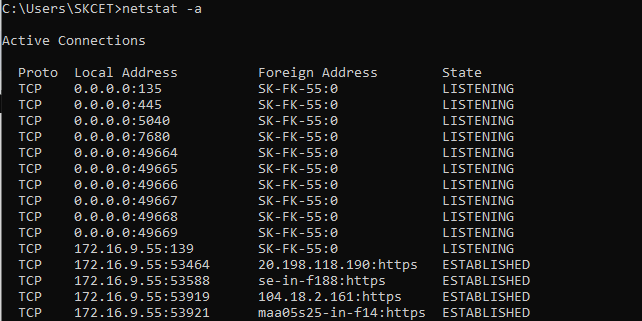 C:\Users\SKCET>netstat -a
Active Connections
Proto  Local Address          Foreign Address        State
TCP    0.0.0.0:135            SK-FK-55:0             LISTENING
TCP    0.0.0.0:445            SK-FK-55:0             LISTENING
TCP    0.0.0.0:5040           SK-FK-55:0             LISTENING
TCP    0.0.0.0:7680           SK-FK-55:0             LISTENING
TCP    0.0.0.0:49664          SK-FK-55:0             LISTENING
TCP    0.0.0.0:49665          SK-FK-55:0             LISTENING
TCP    0.0.0.0:49666          SK-FK-55:0             LISTENING
TCP    0.0.0.0:49667          SK-FK-55:0             LISTENING
TCP    0.0.0.0:49668          SK-FK-55:0             LISTENING
TCP    0.0.0.0:49669          SK-FK-55:0             LISTENING
TCP    172.16.9.55:139        SK-FK-55:0             LISTENING
TCP    172.16.9.55:53464      20.198.118.190:https   ESTABLISHED
TCP    172.16.9.55:53588      se-in-f188:https       ESTABLISHED
TCP    172.16.9.55:53919      104.18.2.161:https     ESTABLISHED
TCP    172.16.9.55:53921      maa05s25-in-f14:https  ESTABLISHED